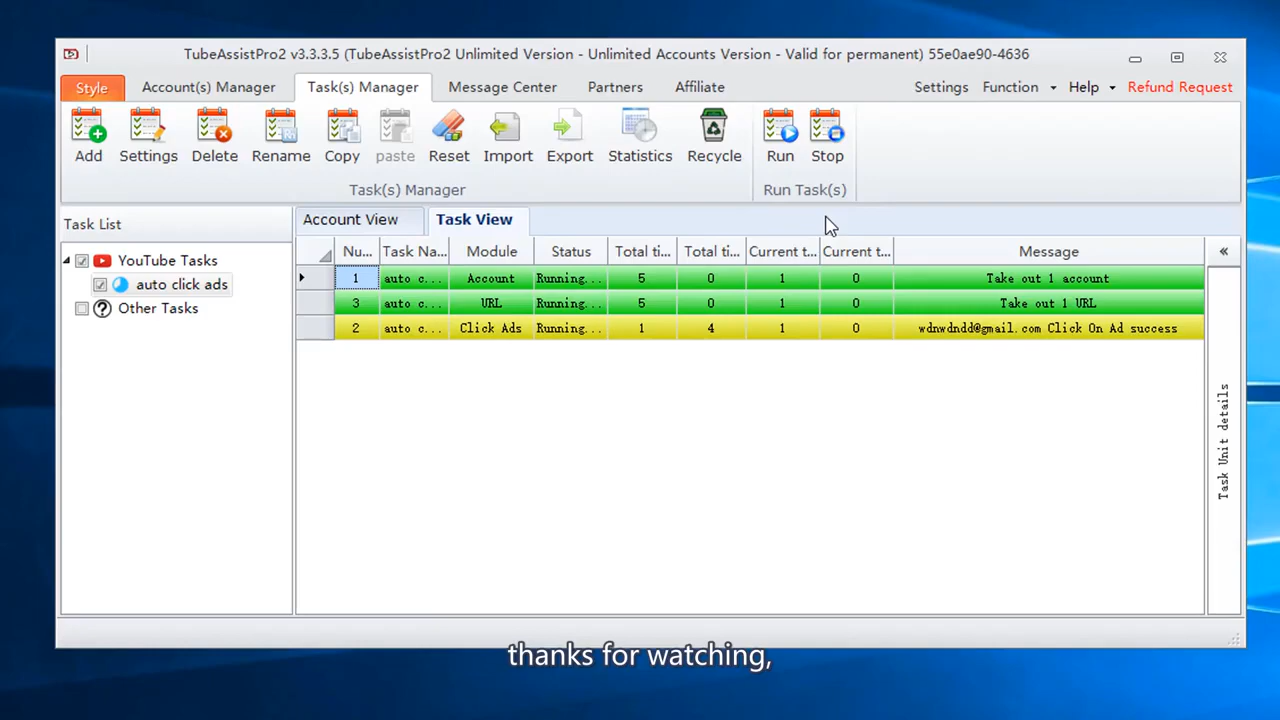 TubeAssistPro2 v3.3.3.5 (TubeAssistPro2 Unlimited Version - Unlimited Accounts Version - Valid for permanent) 55e0ae90-4636
Style Account(s) Manager Task(s) Manager Message Center Partners Affiliate Settings Function Help Refund Request
Add Settings Delete Rename Copy paste Reset Import Export Statistics Recycle Run Stop
Task(s) Manager Run Task(s)
Task List
YouTube Tasks
auto click ads
Other Tasks
Account View Task View
Nu... Task Na... Module Status Total ti... Total ti... Current t... Current t... Message «
1 auto c... Account Running... 5 0 1 0 Take out 1 account
3 auto c... URL Running... 5 0 1 0 Take out 1 URL
2 auto c... Click Ads Running... 1 4 1 0 wdnwdndd@gmail.com Click On Ad success
Task Unit details
thanks for watching,